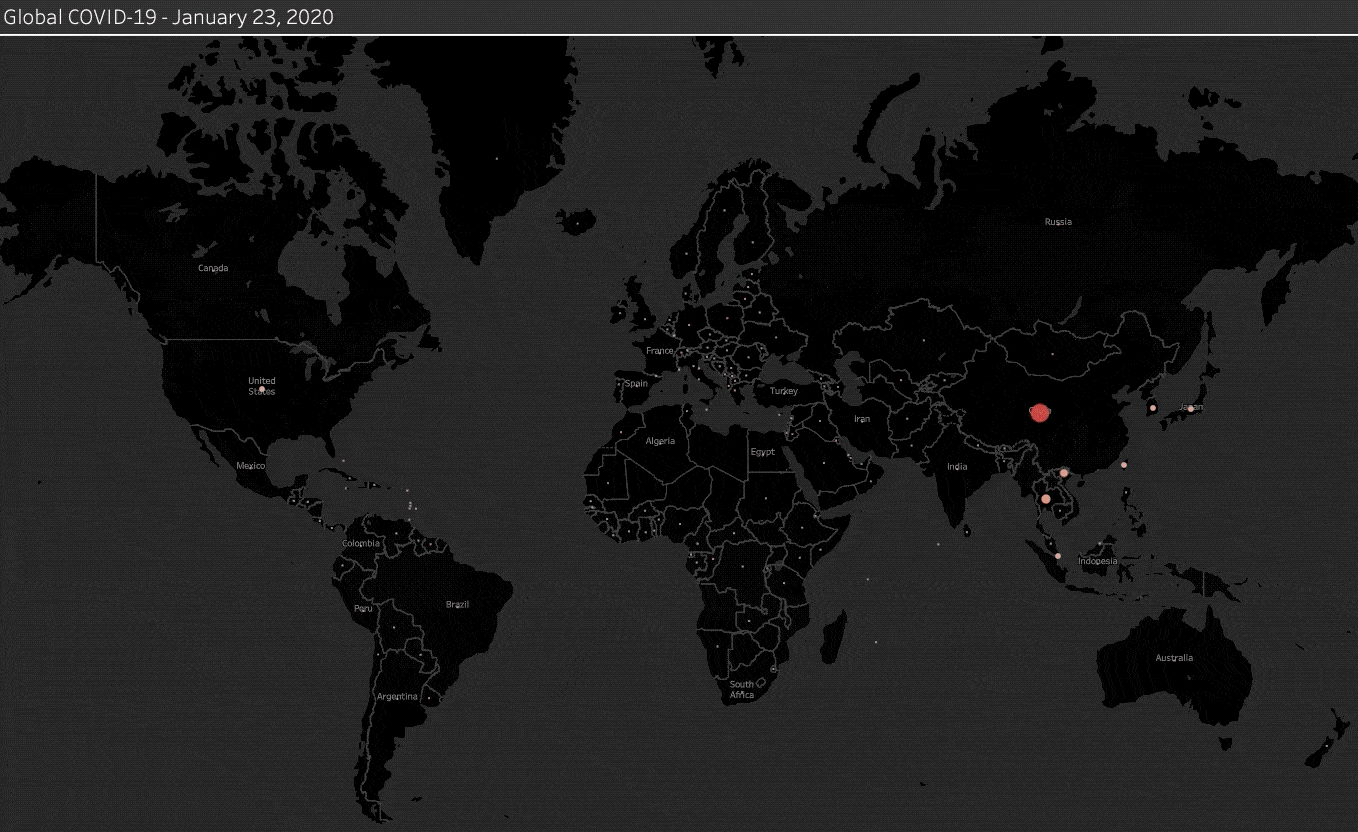 Global COVID-19 - January 23, 2020
Russia
Canada
France
United
States
Spain
Turkey
Japan
Iran
Algeria
Egypt
Mexico
India
Colombia
Indonesia
Brazil
Peru
Australia
South
Africa
Argentina